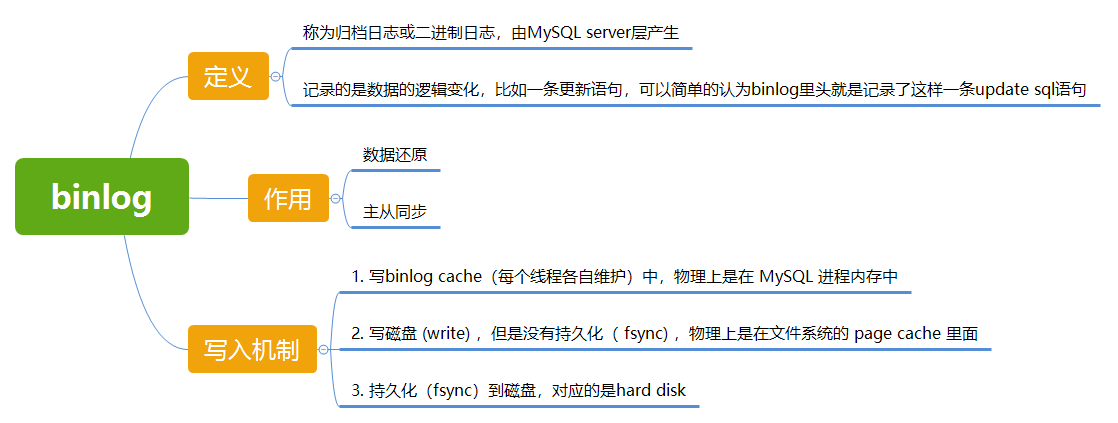 binlog
定义
称为归档日志或二进制日志，由MySQL server层产生
记录的是数据的逻辑变化，比如一条更新语句，可以简单的认为binlog里头就是记录了这样一条update sql语句
作用
数据还原
主从同步
写入机制
1. 写binlog cache（每个线程各自维护）中，物理上是在 MySQL 进程内存中
2. 写磁盘 (write) ，但是没有持久化（ fsync) ，物理上是在文件系统的 page cache 里面
3. 持久化（fsync）到磁盘，对应的是hard disk